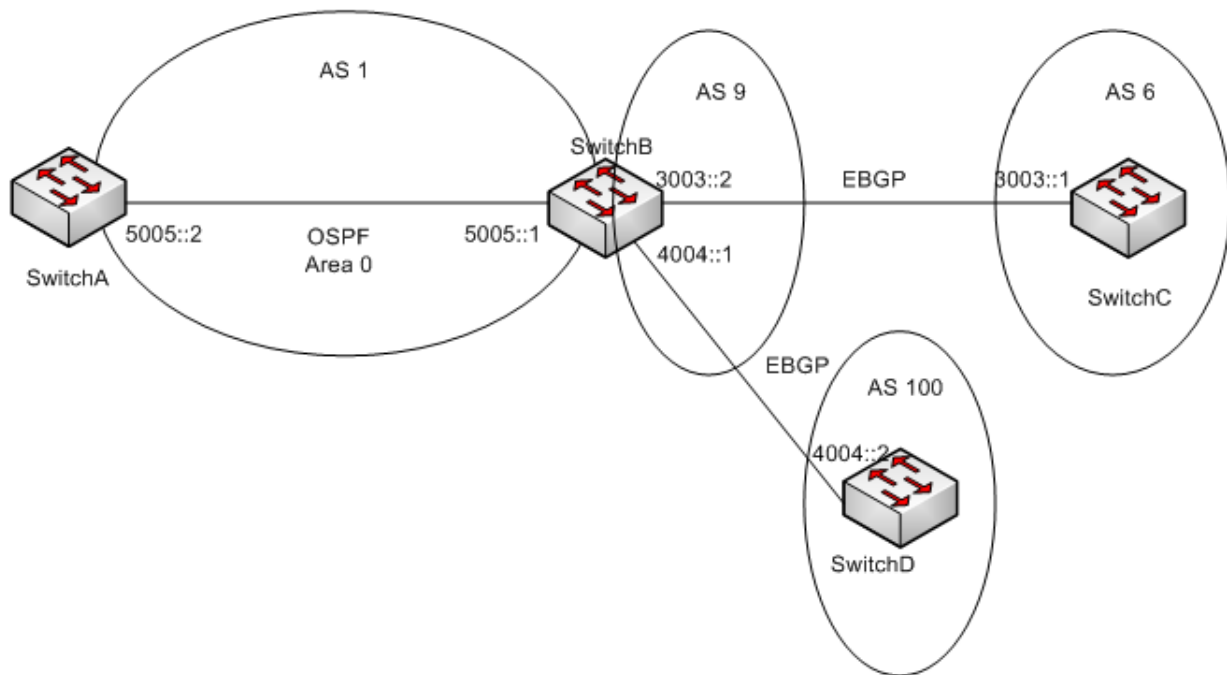 AS 1
AS 9
AS 6
SwitchB
3003::2
EBGP
3003::1
5005::2
OSPF
Area 0
5005::1
4004::1
SwitchA
SwitchC
EBGP
AS 100
4004::2
SwitchD